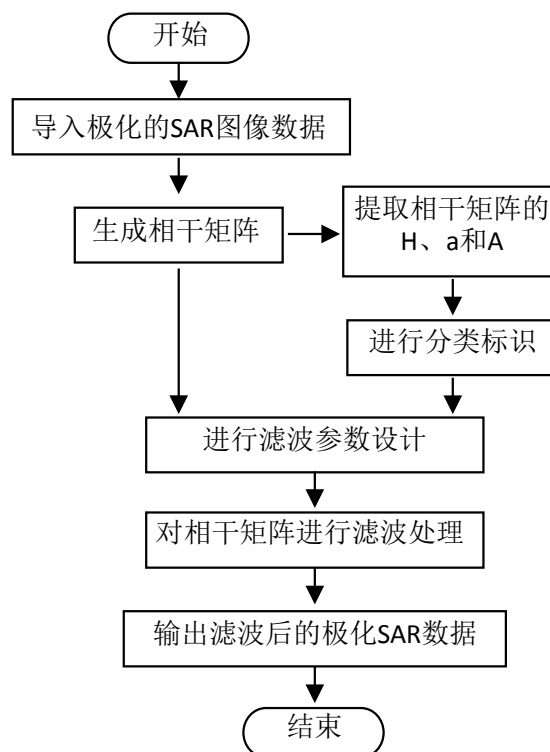 开始
导入极化的SAR图像数据
生成相干矩阵
提取相干矩阵的
H、a和A
进行分类标识
进行滤波参数设计
对相干矩阵进行滤波处理
输出滤波后的极化SAR数据
结束